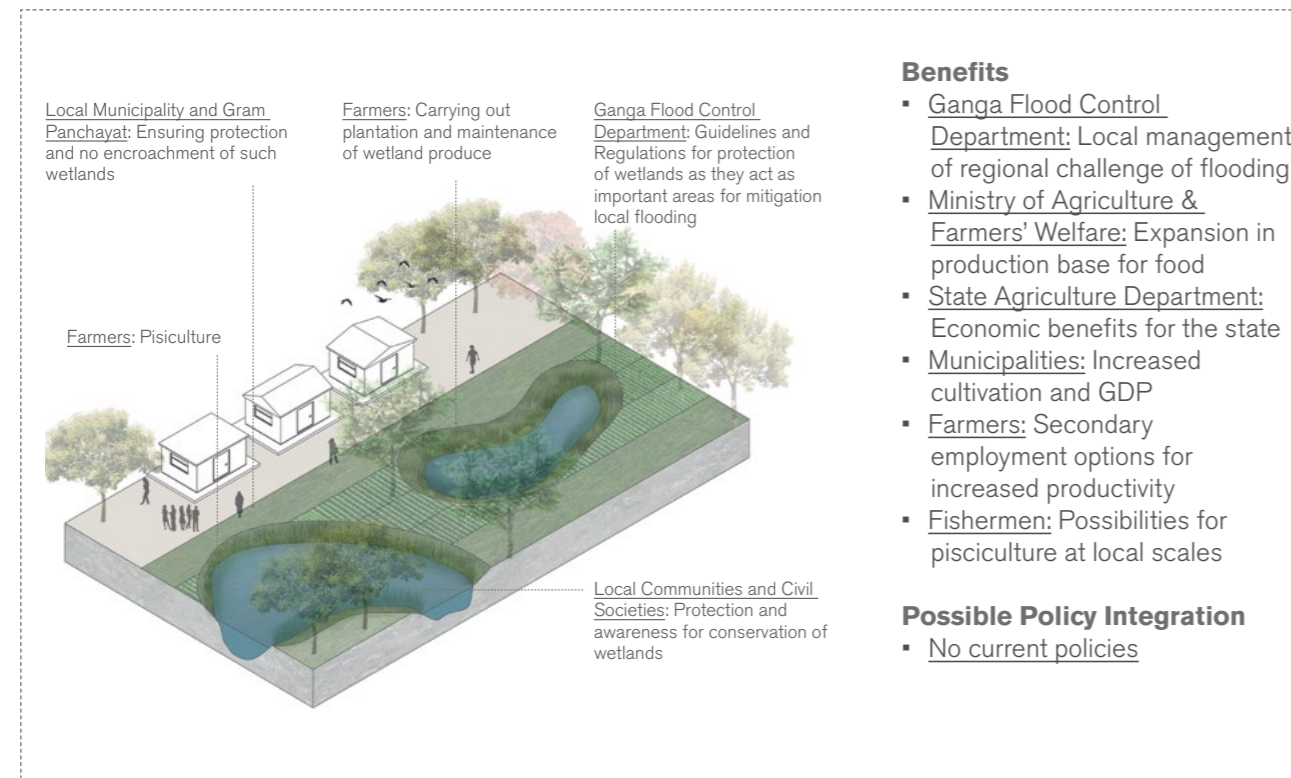 Local Municipality and Gram
Panchayat: Ensuring protection
and no encroachment of such
wetlands
Farmers: Carrying out
plantation and maintenance
of wetland produce
Ganga Flood Control
Department: Guidelines and
Regulations for protection
of wetlands as they act as
important areas for mitigation
local flooding
Farmers: Pisiculture
Local Communities and Civil
Societies: Protection and
awareness for conservation of
wetlands
Benefits
▪ Ganga Flood Control
Department: Local management
of regional challenge of flooding
▪ Ministry of Agriculture &
Farmers' Welfare: Expansion in
production base for food
▪ State Agriculture Department:
Economic benefits for the state
▪ Municipalities: Increased
cultivation and GDP
▪ Farmers: Secondary
employment options for
increased productivity
▪ Fishermen: Possibilities for
pisciculture at local scales
Possible Policy Integration
▪ No current policies